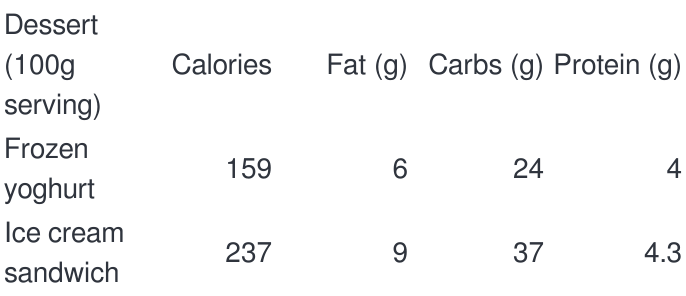 Dessert
(100g
serving)
Calories
Fat (g)
Carbs (g)
Protein (g)
Frozen
yoghurt
159
6
24
4
Ice cream
sandwich
237
9
37
4.3